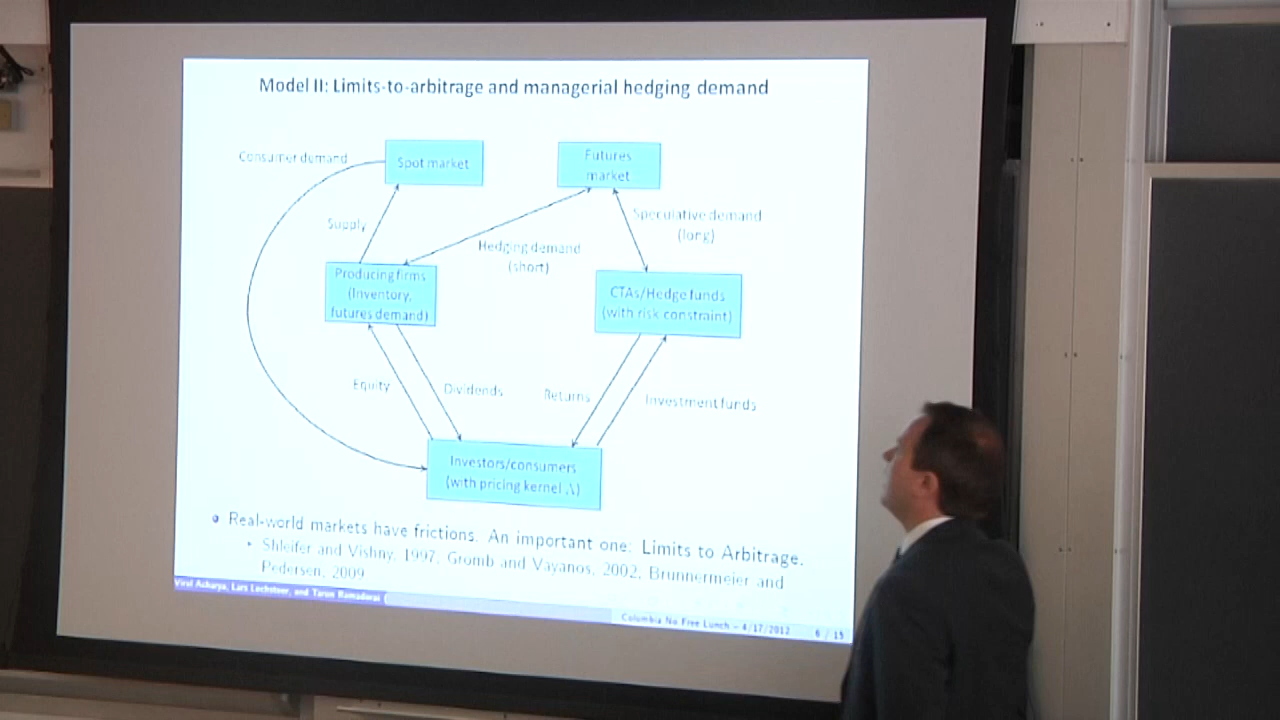 Model II: Limits-to-arbitrage and managerial hedging demand
Consumer demand
Spot market
Futures
market
Supply
Speculative demand
(long)
Hedging demand
(short)
Producing firms
(Inventory,
futures demand)
CTAs/Hedge funds
(with risk constraint)
Equity
Dividends
Returns
Investment funds
Investors/consumers
(with pricing kernel Λ)
Real-world markets have frictions. An important one: Limits to Arbitrage.
Shleifer and Vishny, 1997, Gromb and Vayanos, 2002, Brunnermeier and
Pedersen, 2009
Viral Acharya, Lars Lochstoer, and Tarun Ramadorai (
Columbia No Free Lunch – 4/17/2012
6 / 15